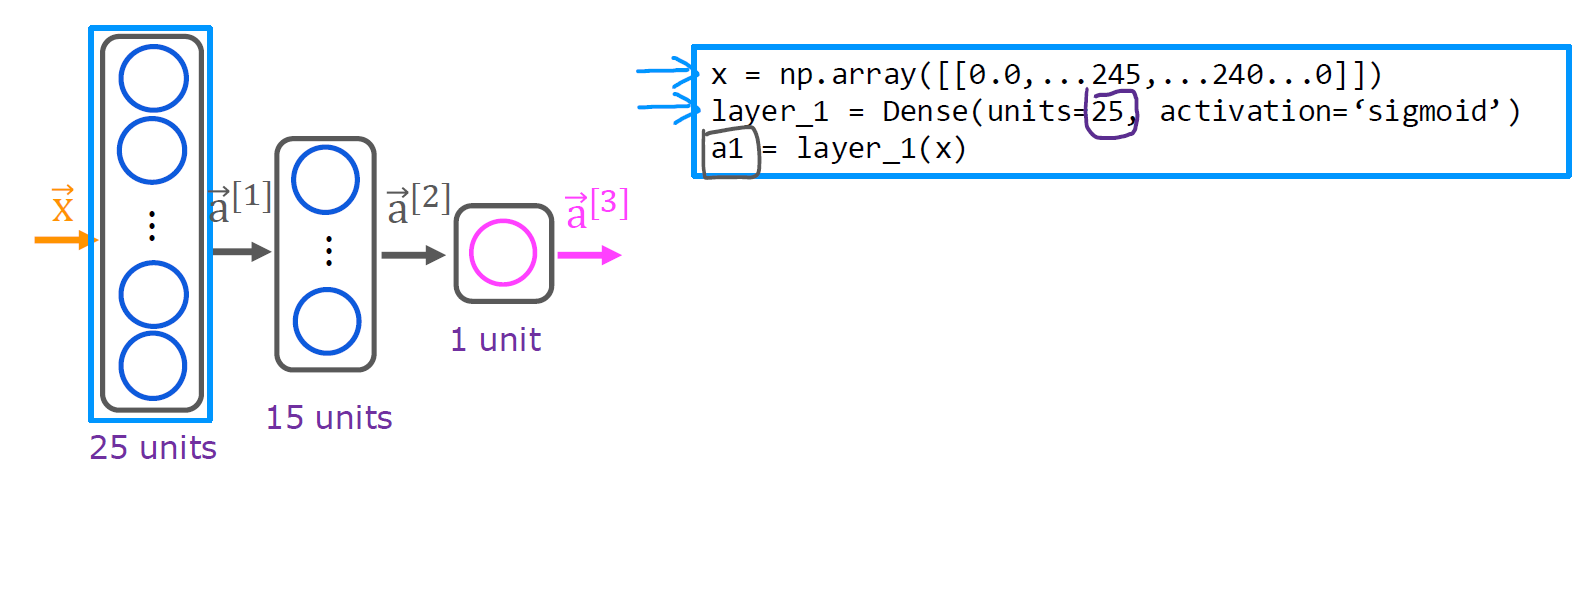 x = np.array([[0.0,...245,...240...0]])
layer_1 = Dense(units=25, activation=‘sigmoid’)
a1 = layer_1(x)
x⃗
a⃗[1]
a⃗[2]
a⃗[3]
25 units
15 units
1 unit